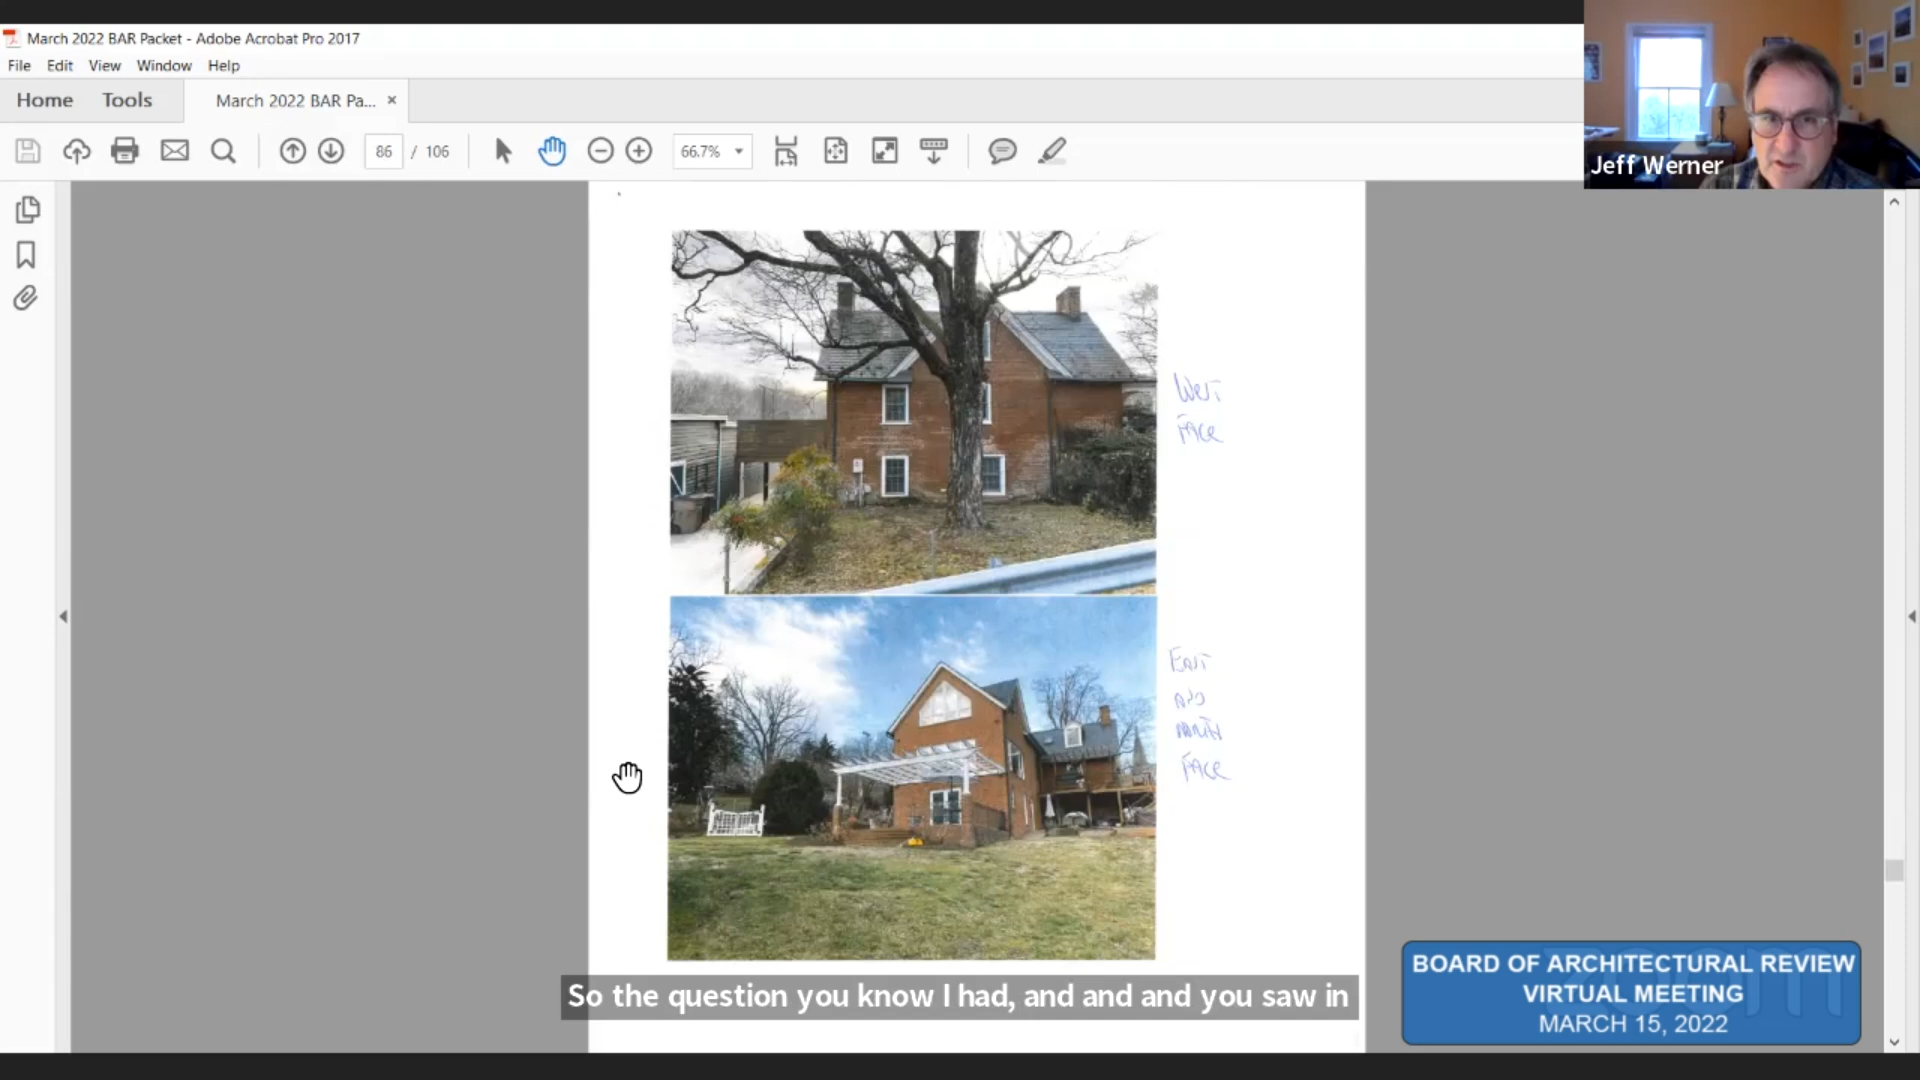 March 2022 BAR Packet - Adobe Acrobat Pro 2017
File Edit View Window Help
Home Tools March 2022 BAR Pa... ×
86 / 106 66.7%
Jeff Werner
West
Face
East
and
North
Face
So the question you know I had, and and and you saw in
BOARD OF ARCHITECTURAL REVIEW
VIRTUAL MEETING
MARCH 15, 2022